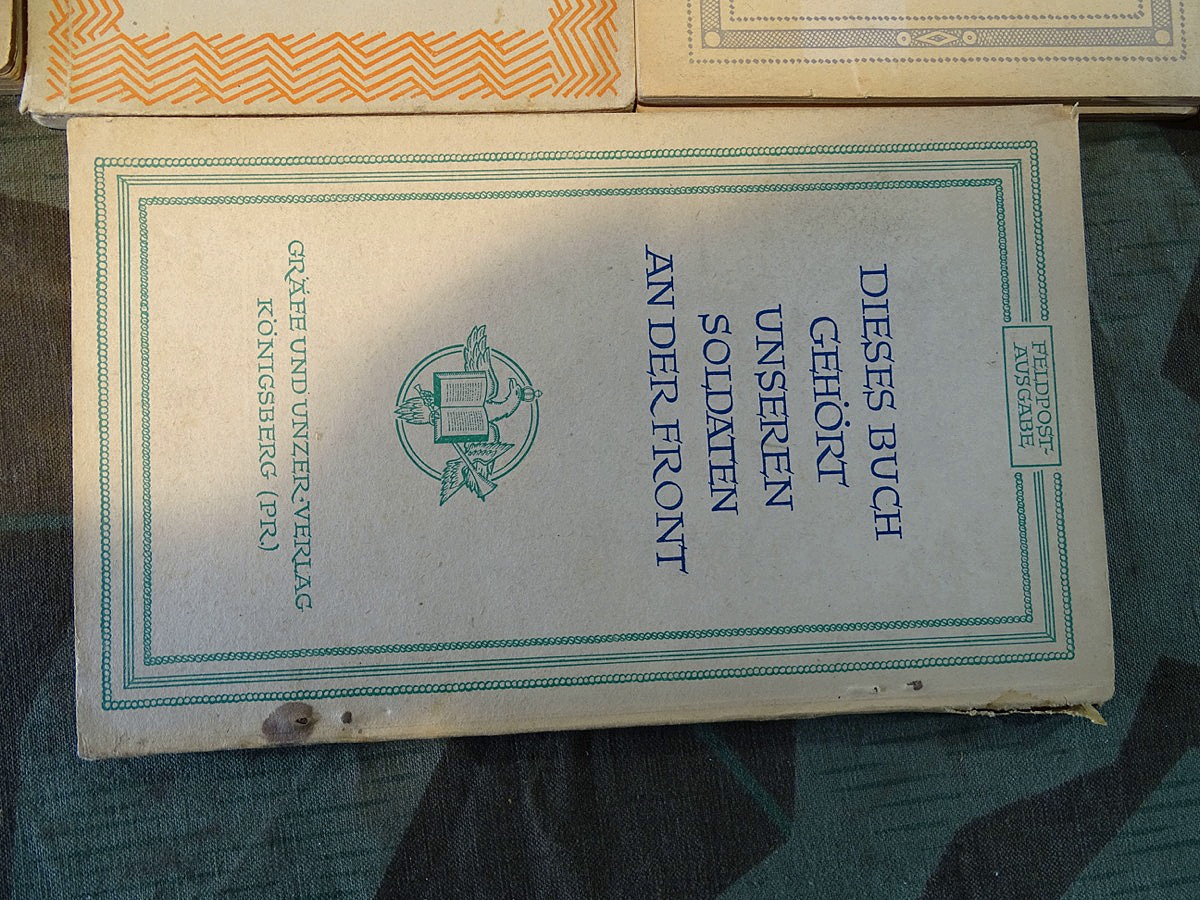 FELDPOST-
AUSGABE
DIESES BUCH
GEHÖRT
UNSEREN
SOLDATEN
AN DER FRONT
GRÄFE UND UNZER·VERLAG
KÖNIGSBERG (PR.)